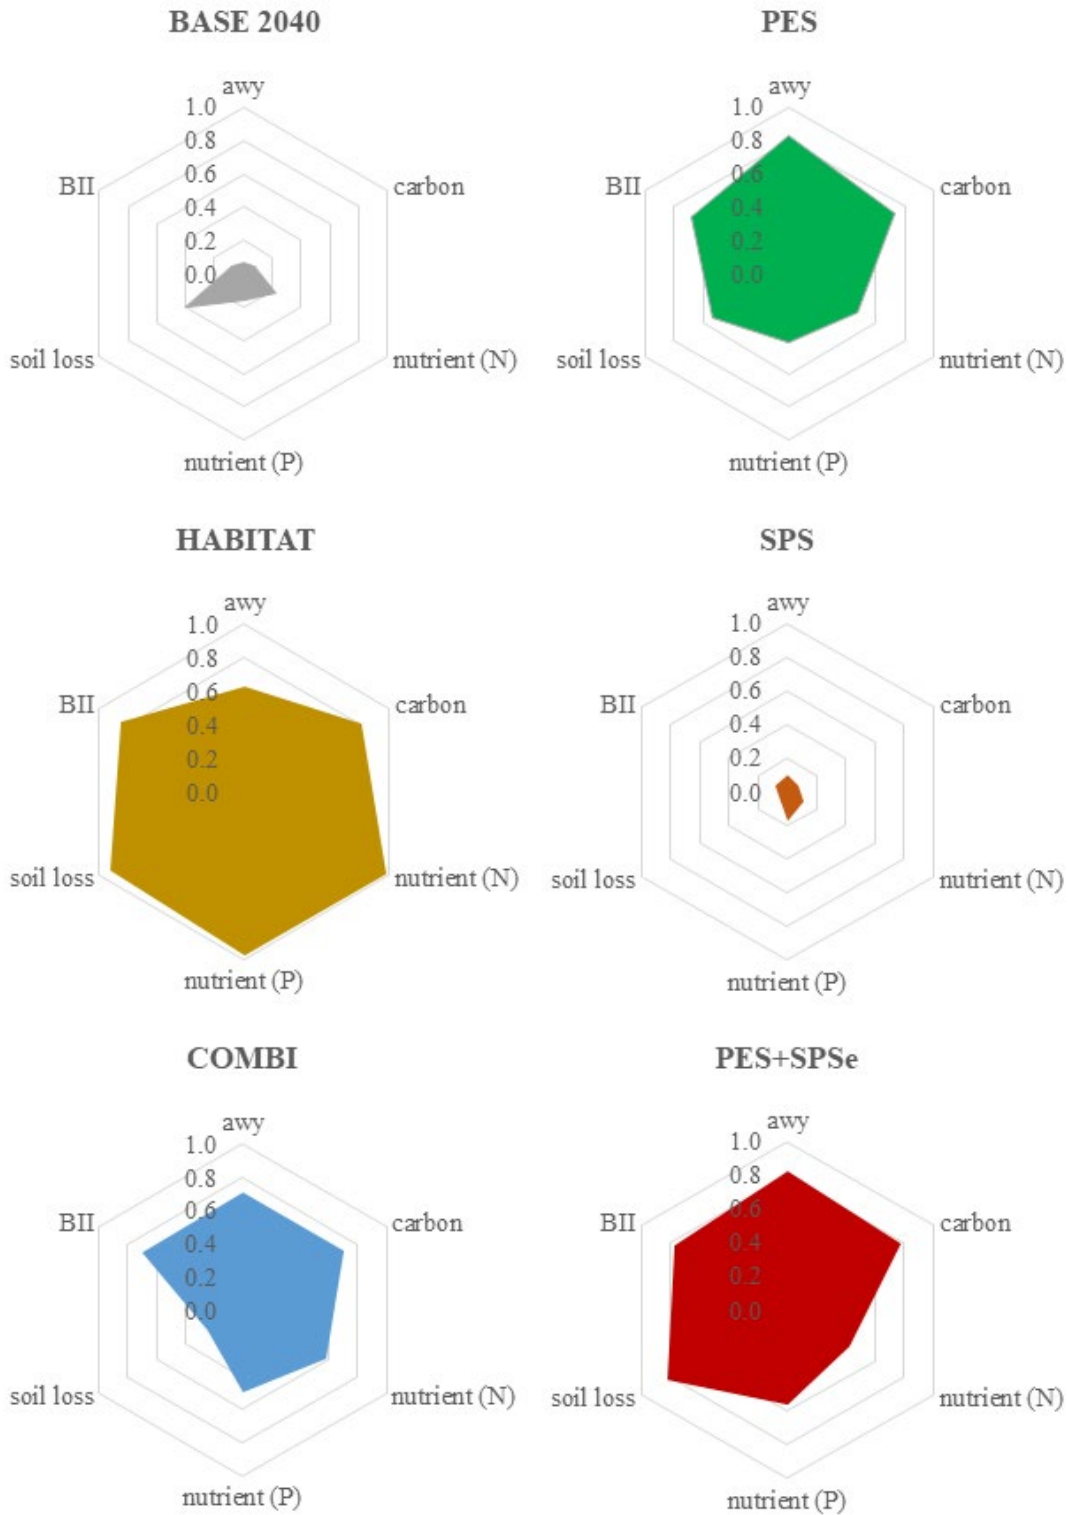 BASE 2040
awy
1.0
0.8
0.6
0.4
0.2
0.0
BII
carbon
soil loss
nutrient (N)
nutrient (P)
PES
awy
1.0
0.8
0.6
0.4
0.2
0.0
BII
carbon
soil loss
nutrient (N)
nutrient (P)
HABITAT
awy
1.0
0.8
0.6
0.4
0.2
0.0
BII
carbon
soil loss
nutrient (N)
nutrient (P)
SPS
awy
1.0
0.8
0.6
0.4
0.2
0.0
BII
carbon
soil loss
nutrient (N)
nutrient (P)
COMBI
awy
1.0
0.8
0.6
0.4
0.2
0.0
BII
carbon
soil loss
nutrient (N)
nutrient (P)
PES+SPSe
awy
1.0
0.8
0.6
0.4
0.2
0.0
BII
carbon
soil loss
nutrient (N)
nutrient (P)